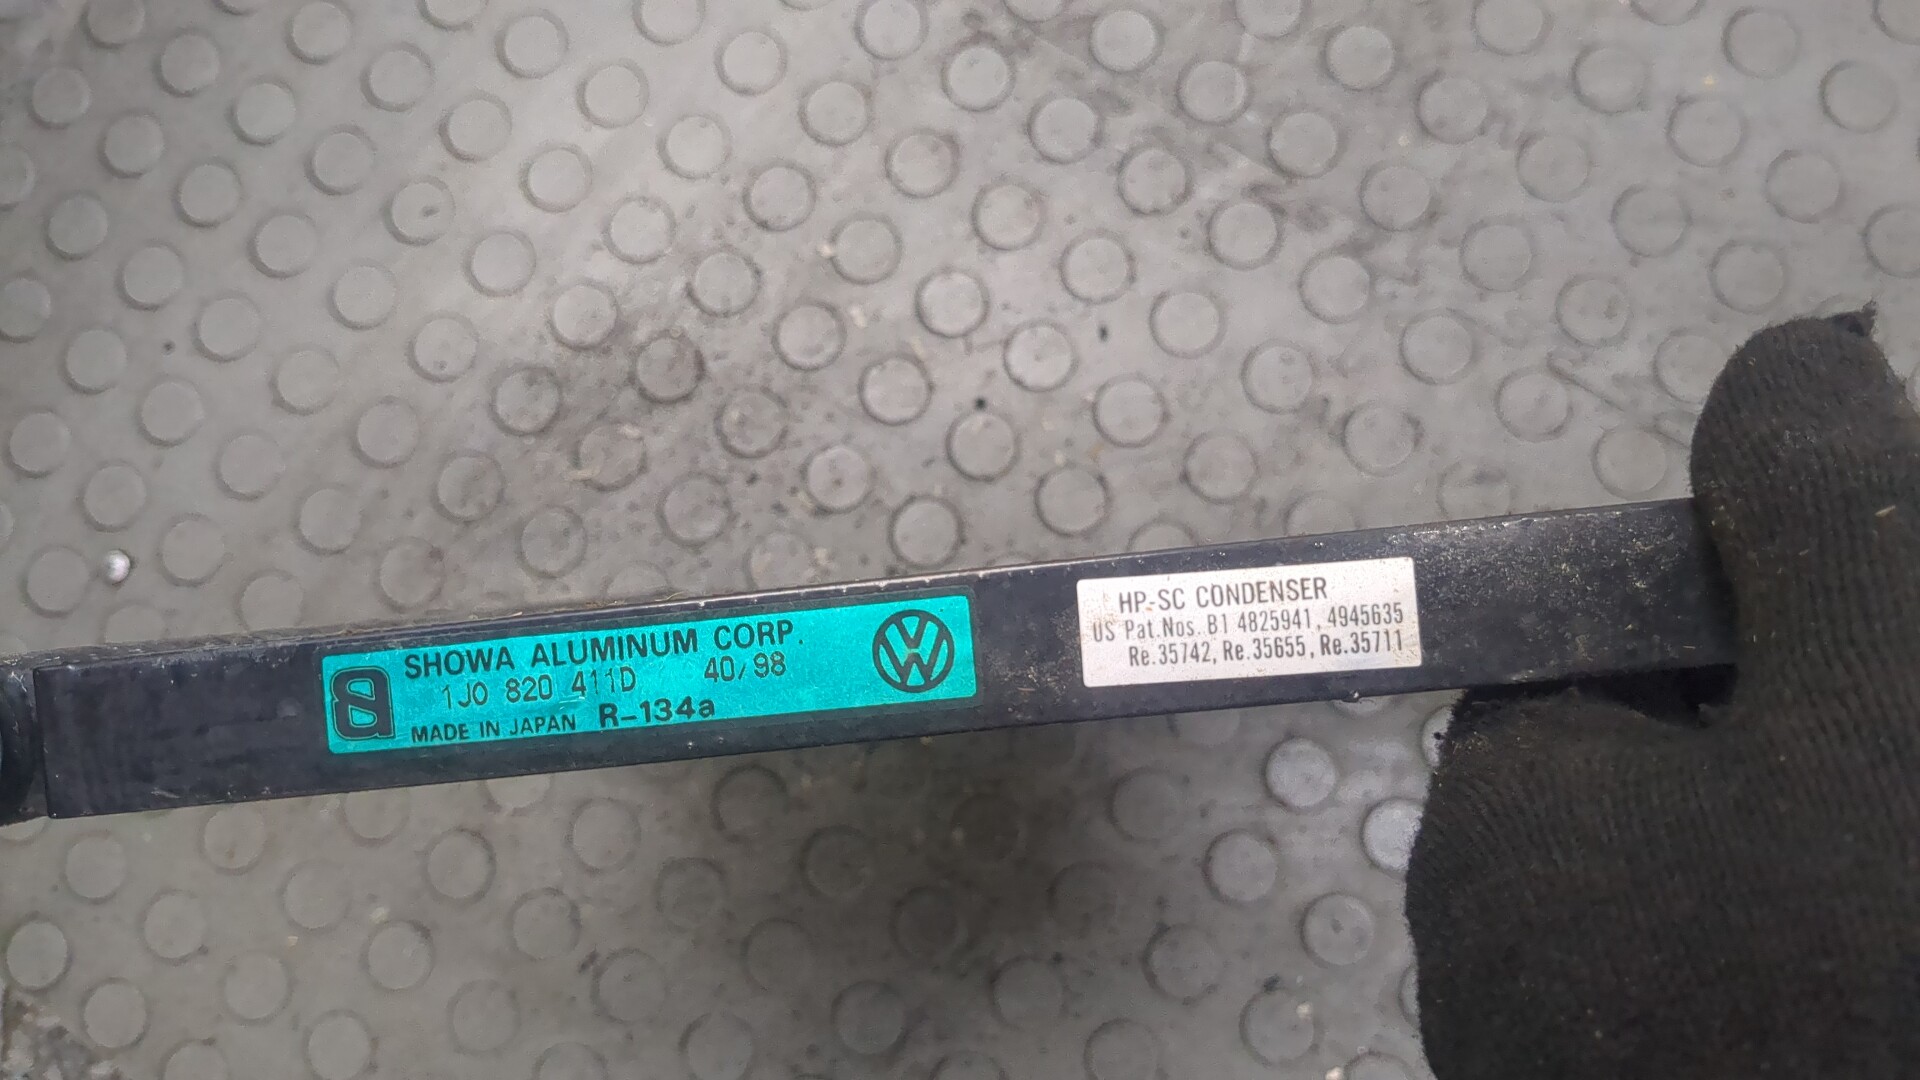 SHOWA ALUMINUM CORP.
1J0 820 411D 40/98
MADE IN JAPAN R-134a
HP-SC CONDENSER
US Pat.Nos. B1 4825941, 4945635
Re.35742, Re.35655, Re.35711